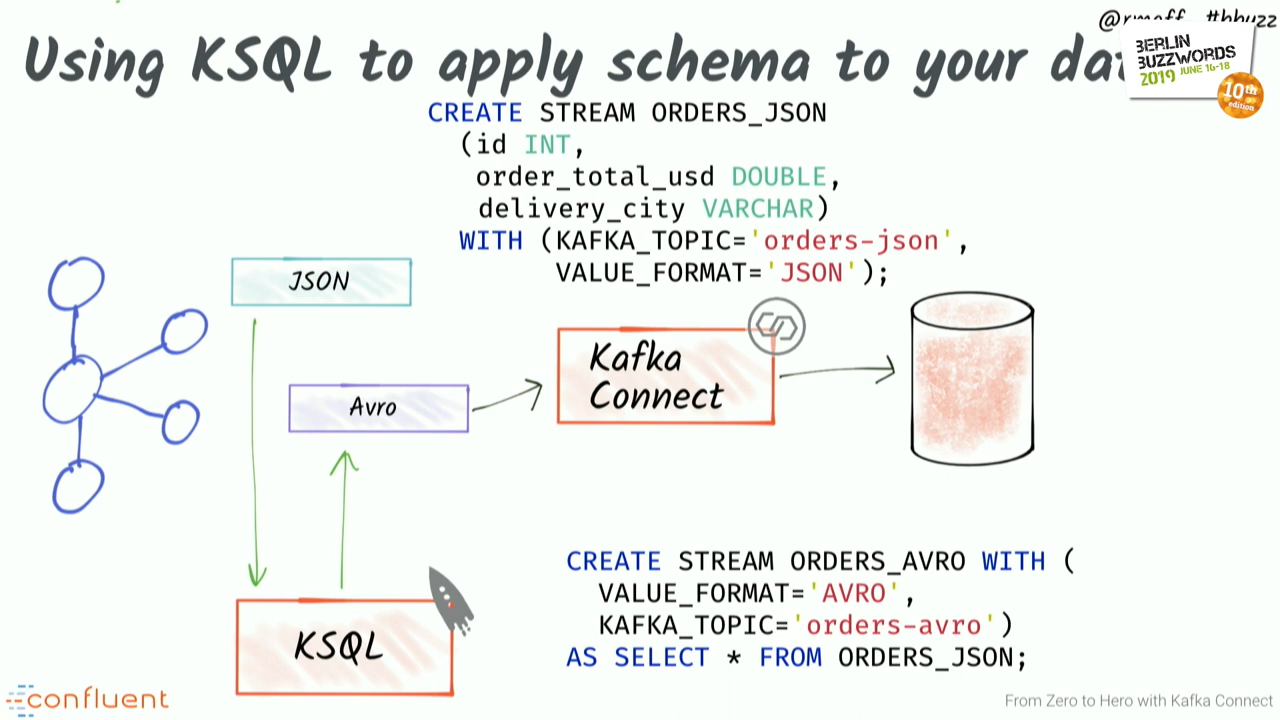 #bbuzz
Using KSQL to apply schema to your
BERLIN
BUZZWORDS
2019 JUNE 16-18
10th
edition
CREATE STREAM ORDERS_JSON
(id INT,
order_total_usd DOUBLE,
delivery_city VARCHAR)
WITH (KAFKA_TOPIC='orders-json',
VALUE_FORMAT='JSON');
JSON
Kafka
Connect
Avro
CREATE STREAM ORDERS_AVRO WITH (
VALUE_FORMAT='AVRO',
KAFKA_TOPIC='orders-avro')
AS SELECT * FROM ORDERS_JSON;
KSQL
confluent
From Zero to Hero with Kafka Connect